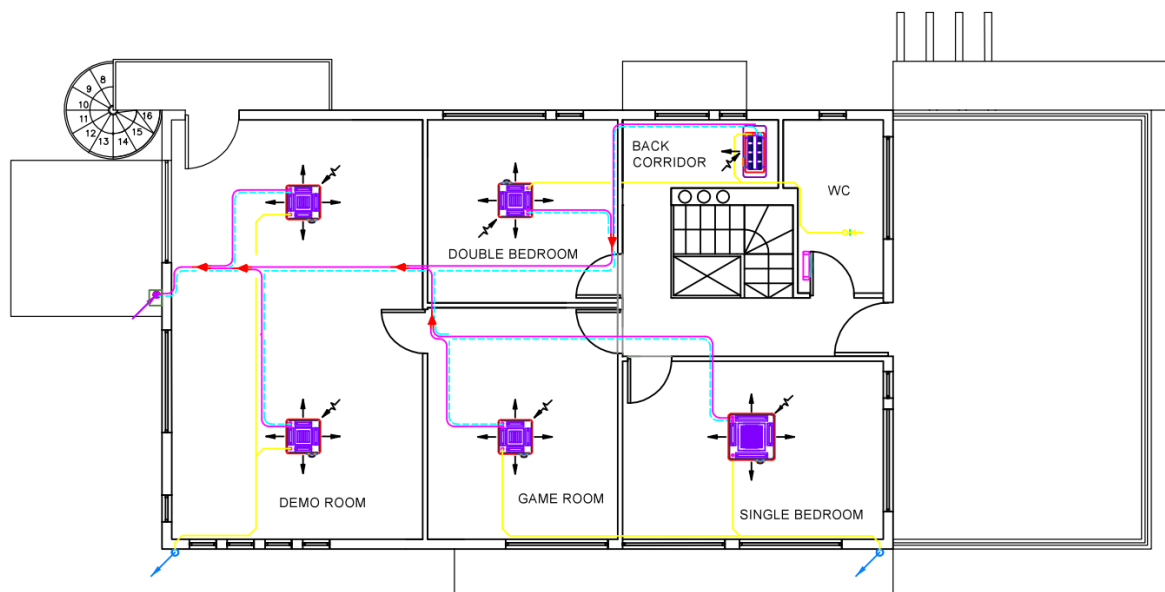 8
9
10
11
12
13
14
15
16
BACK
CORRIDOR
WC
DOUBLE BEDROOM
DEMO ROOM
GAME ROOM
SINGLE BEDROOM